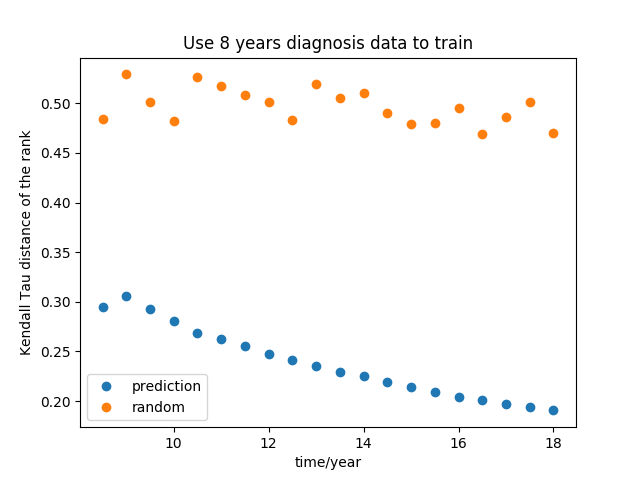 Use 8 years diagnosis data to train
Kendall Tau distance of the rank
0.50
0.45
0.40
0.35
0.30
0.25
0.20
prediction
random
10
12
14
16
18
time/year